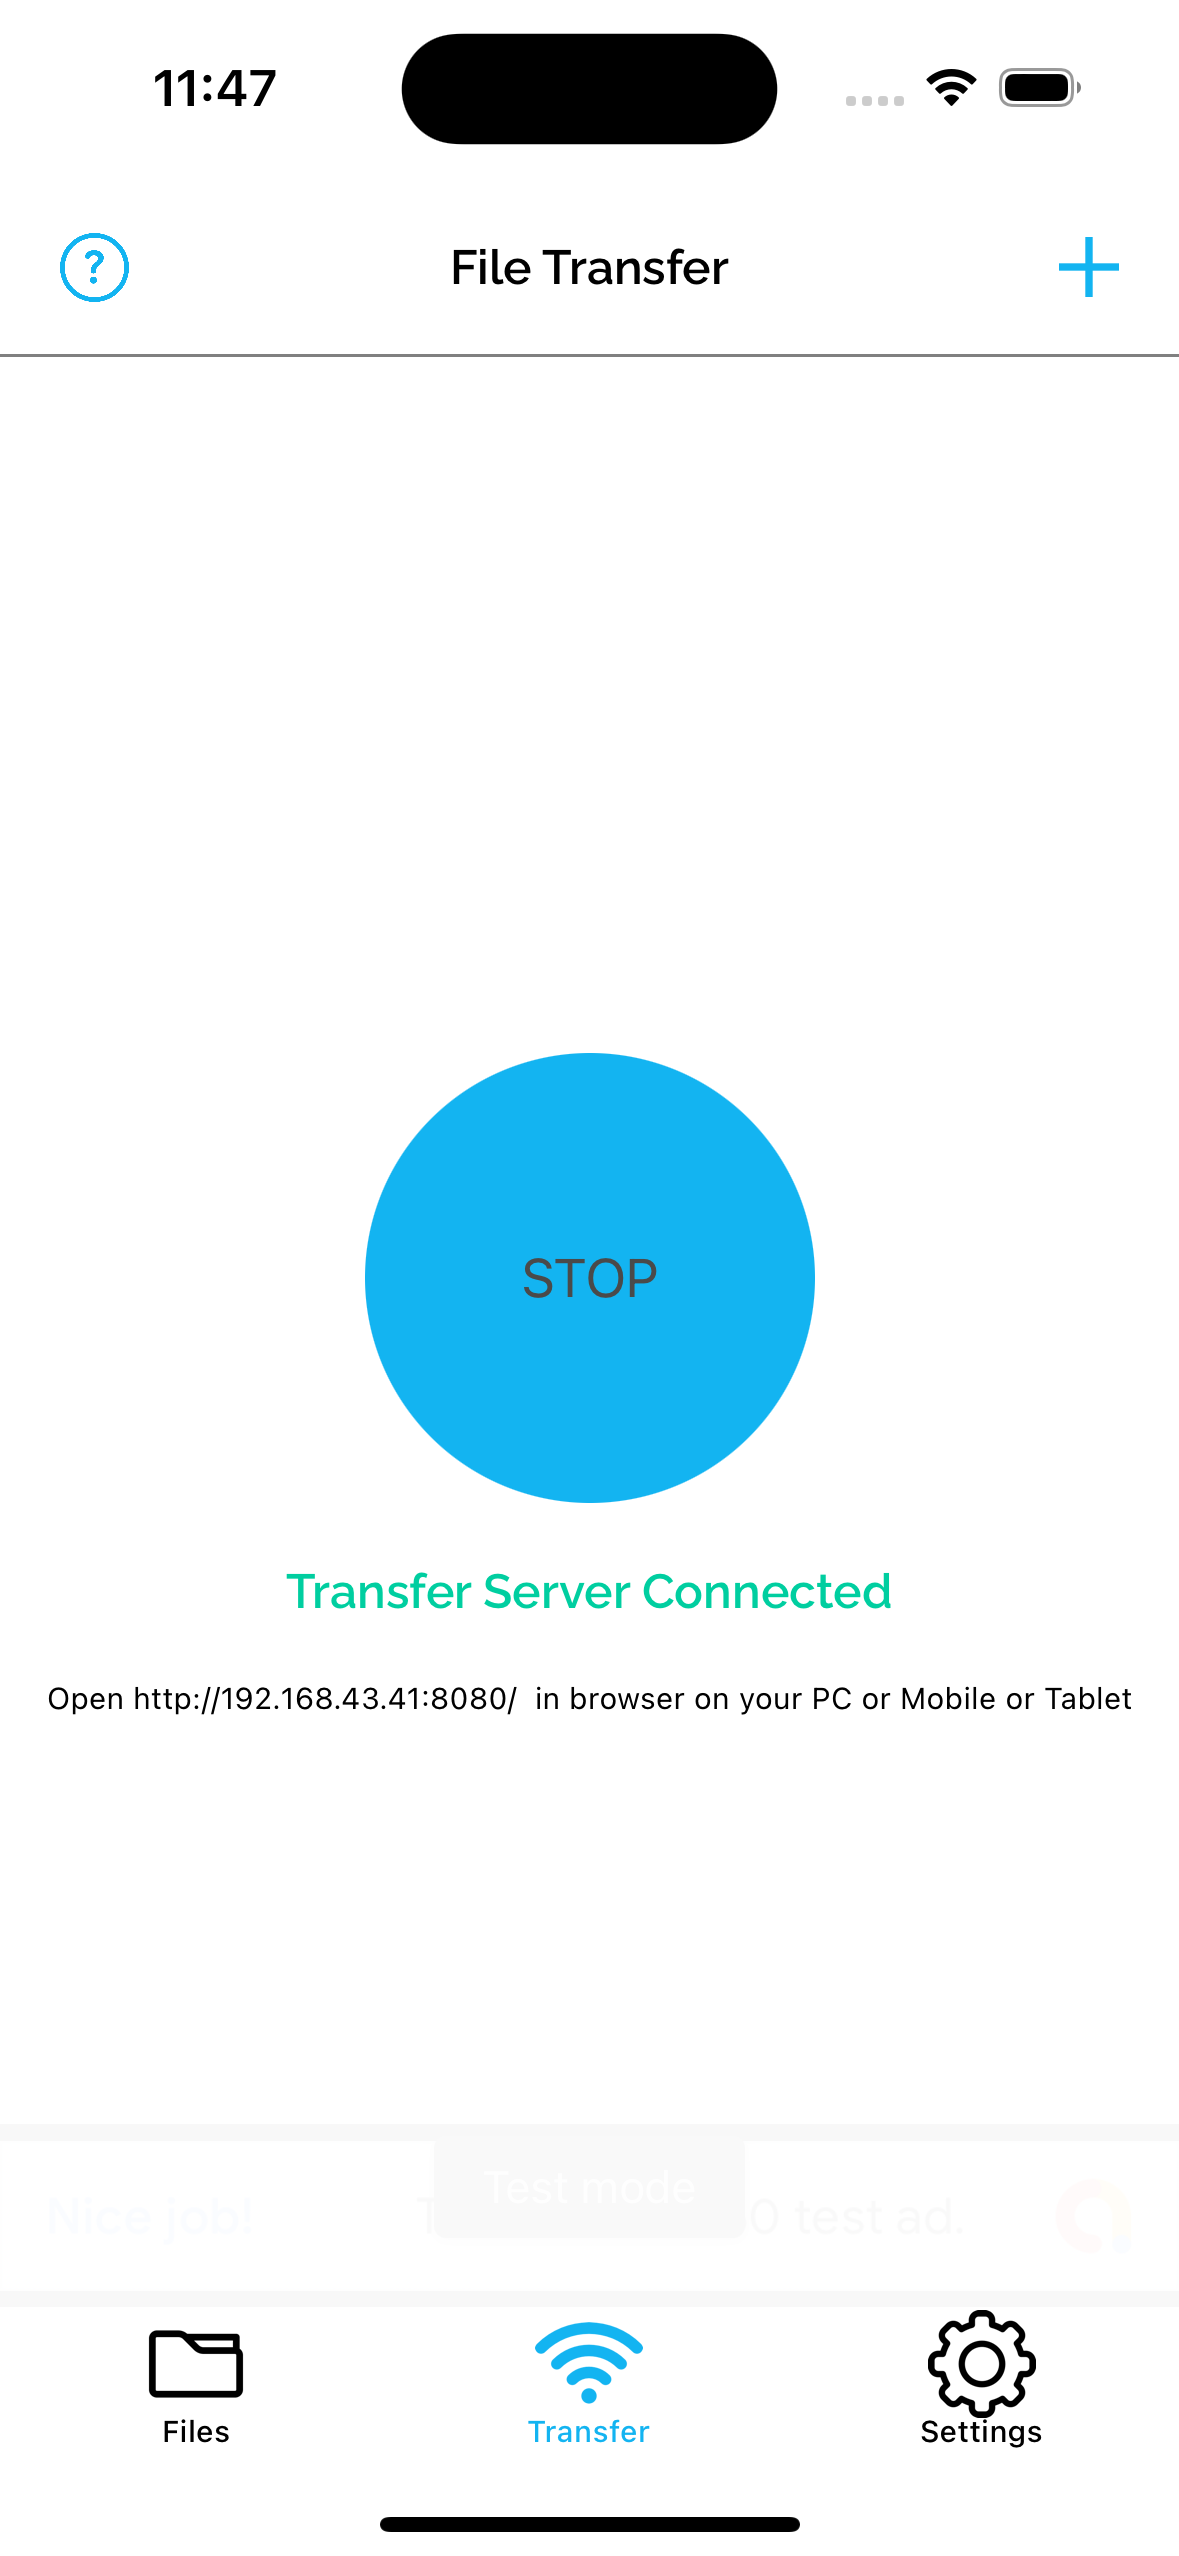 11:47
File Transfer
STOP
Transfer Server Connected
Open http://192.168.43.41:8080/ in browser on your PC or Mobile or Tablet
Test mode
Nice job! 0 test ad.
Files
Transfer
Settings